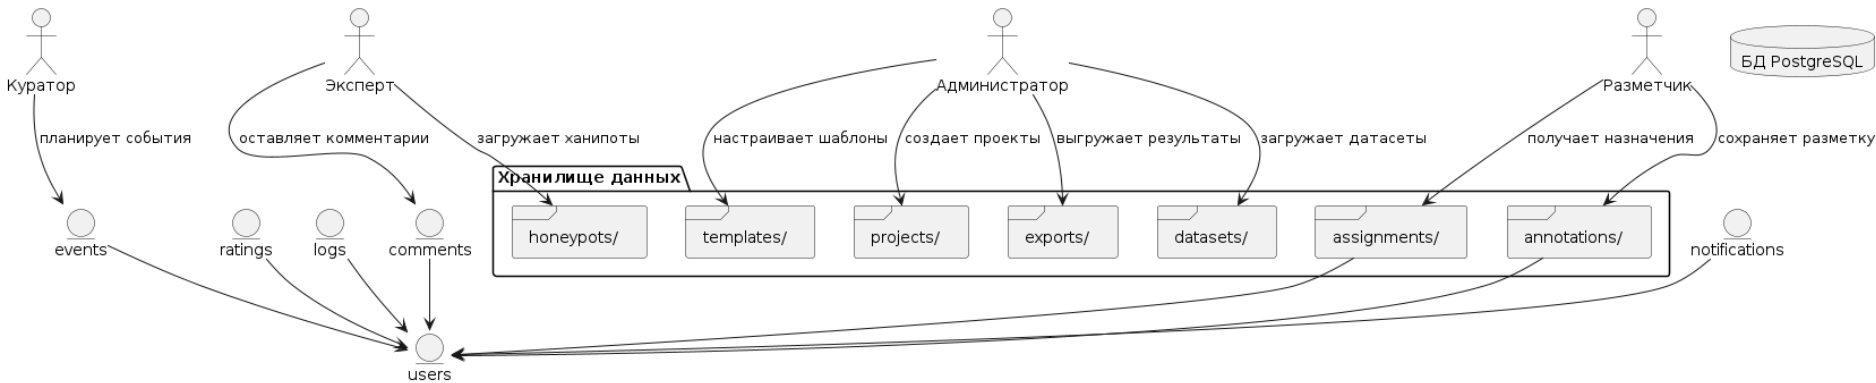 БД PostgreSQL
Куратор
Эксперт
Администратор
Разметчик
планирует события
оставляет комментарии
загружает ханипоты
настраивает шаблоны
создает проекты
выгружает результаты
загружает датасеты
получает назначения
сохраняет разметку
Хранилище данных
honeypots/
templates/
projects/
exports/
datasets/
assignments/
annotations/
events
ratings
logs
comments
notifications
users